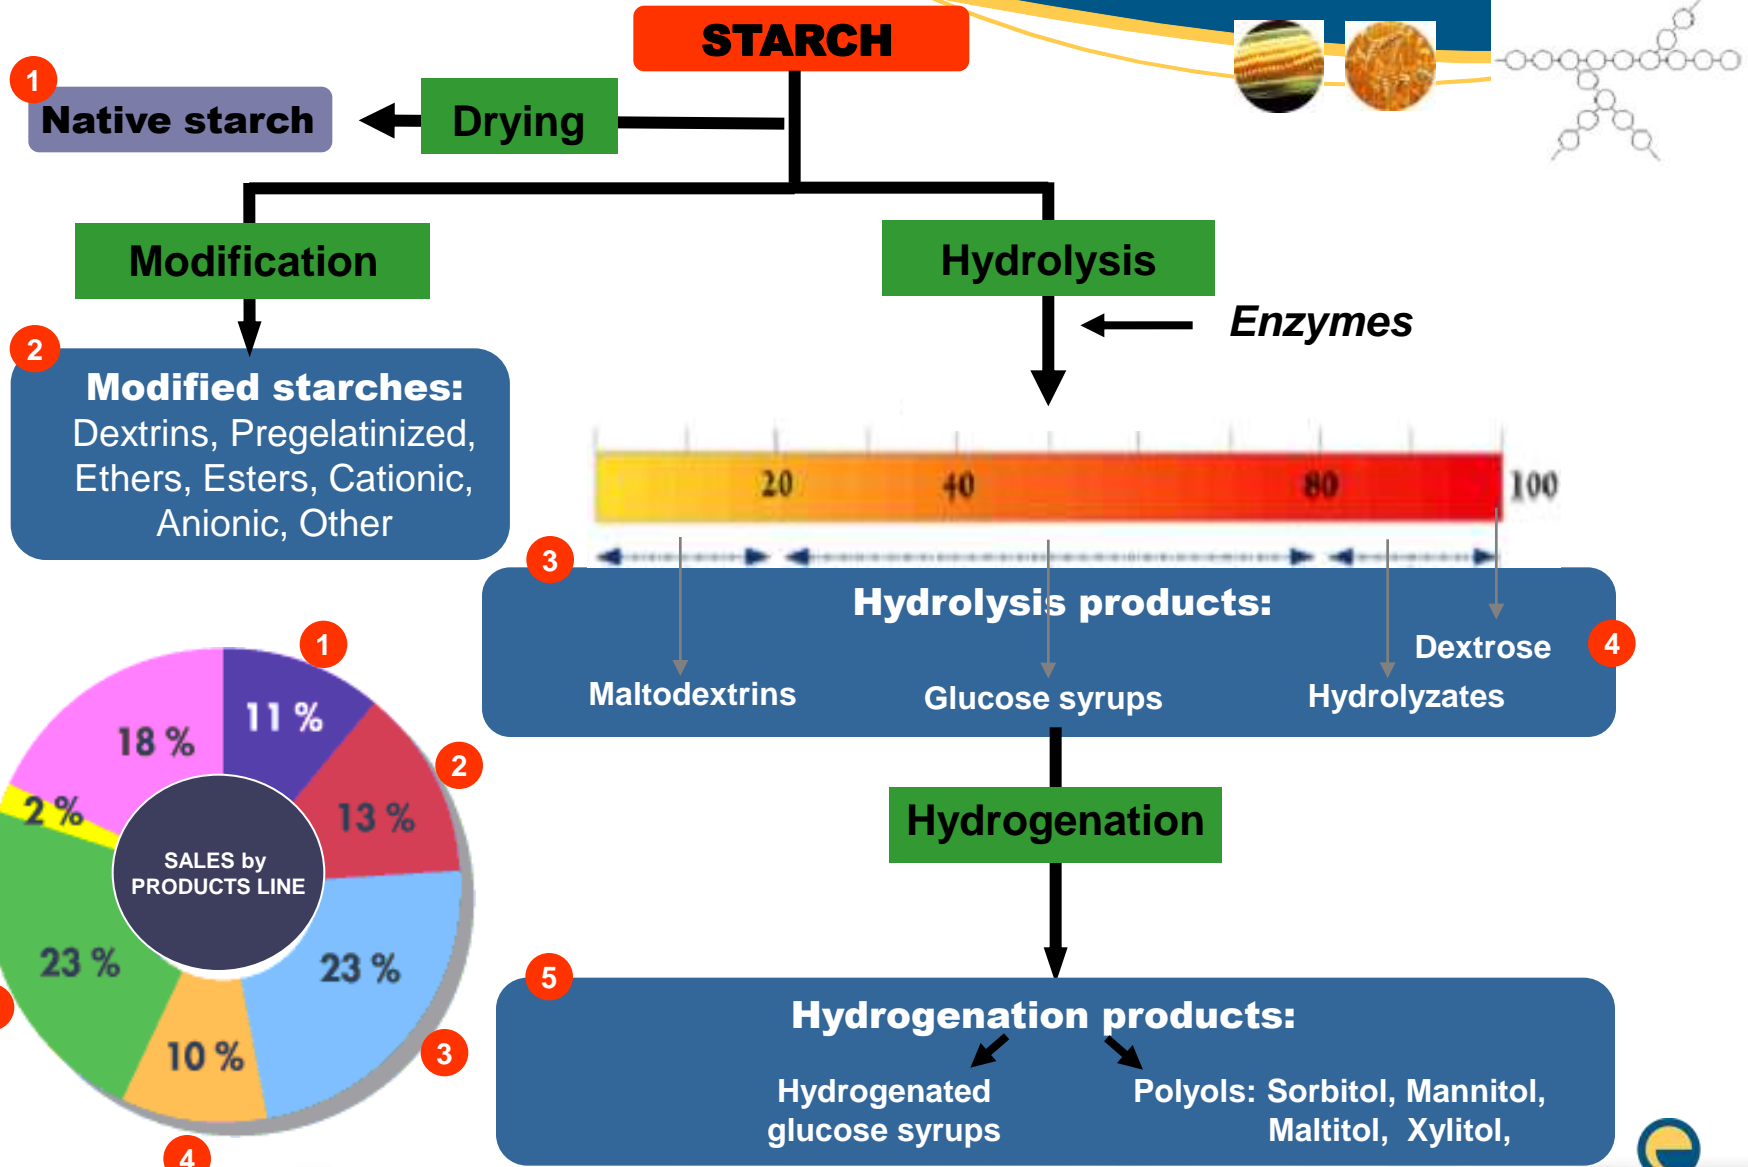 STARCH
1
Native starch
Drying
Modification
Hydrolysis
Enzymes
2
Modified starches:
Dextrins, Pregelatinized,
Ethers, Esters, Cationic,
Anionic, Other
20
40
80
100
3
Hydrolysis products:
Dextrose
4
Maltodextrins
Glucose syrups
Hydrolyzates
1
11 %
18 %
2
13 %
2 %
SALES by
PRODUCTS LINE
23 %
23 %
10 %
3
4
Hydrogenation
5
Hydrogenation products:
Hydrogenated
glucose syrups
Polyols: Sorbitol, Mannitol,
Maltitol, Xylitol,